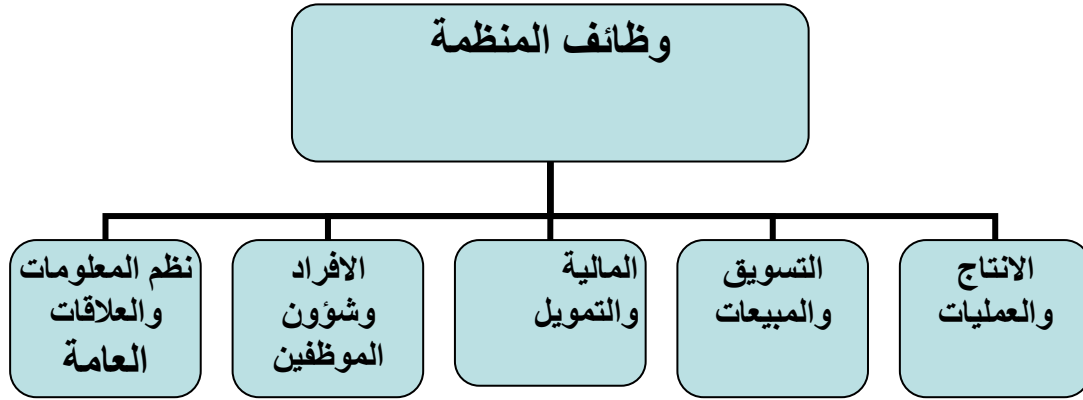 وظائف المنظمة
الانتاج
والعمليات
التسويق
والمبيعات
المالية
والتمويل
الافراد
وشؤون
الموظفين
نظم المعلومات
والعلاقات
العامة